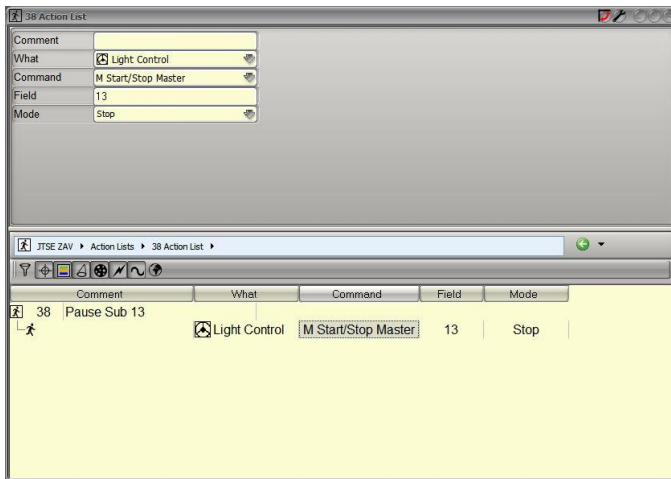 38 Action List
Comment
What Light Control
Command M Start/Stop Master
Field 13
Mode Stop
JTSE ZAV Action Lists 38 Action List
Comment What Command Field Mode
38 Pause Sub 13
Light Control M Start/Stop Master 13 Stop